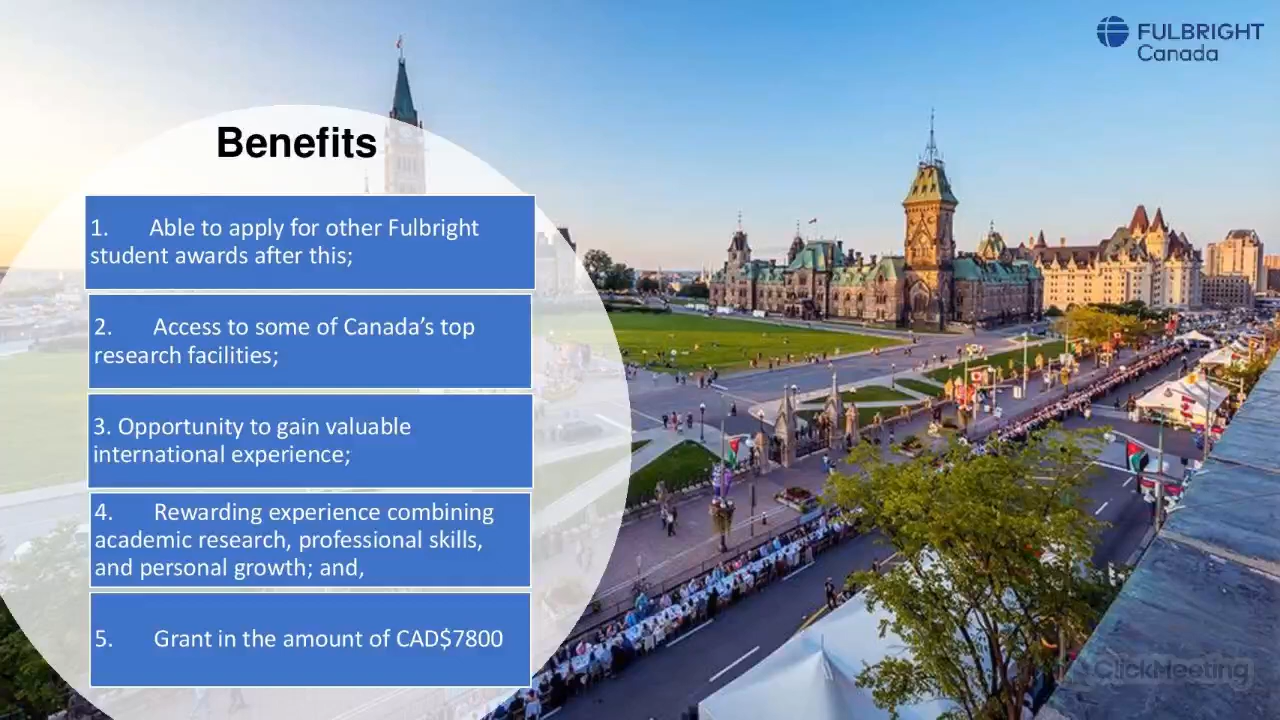 FULBRIGHT
Canada
Benefits
1. Able to apply for other Fulbright
student awards after this;
2. Access to some of Canada’s top
research facilities;
3. Opportunity to gain valuable
international experience;
4. Rewarding experience combining
academic research, professional skills,
and personal growth; and,
5. Grant in the amount of CAD$7800
ClickMeeting